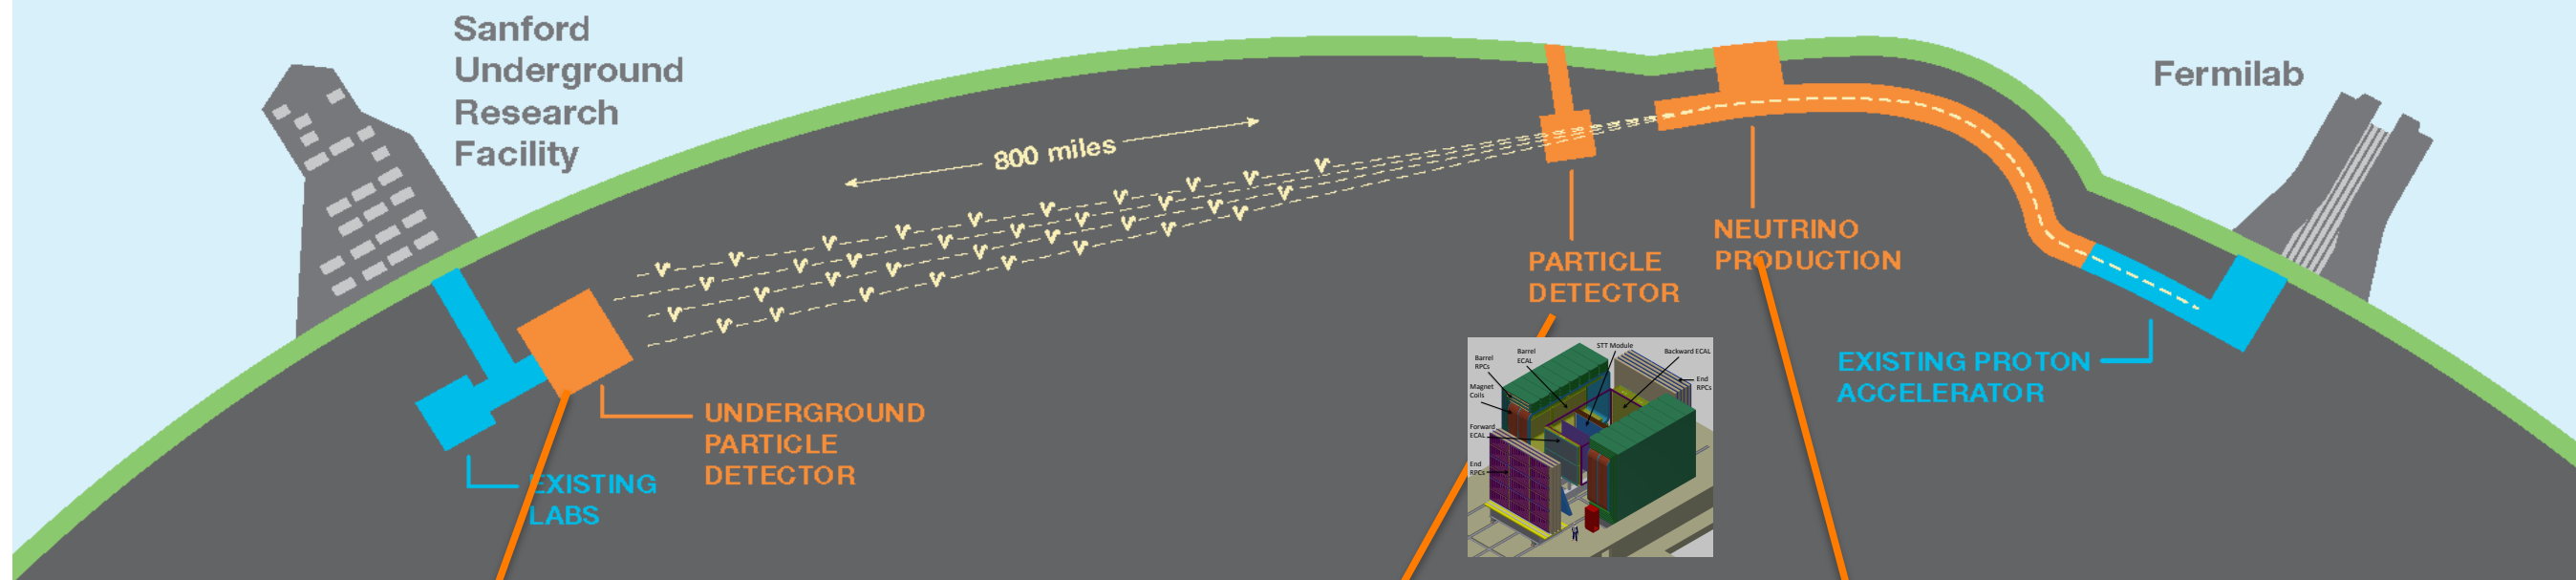 Sanford
Underground
Research
Facility
Fermilab
800 miles
NEUTRINO
PRODUCTION
PARTICLE
DETECTOR
EXISTING PROTON
ACCELERATOR
UNDERGROUND
PARTICLE
DETECTOR
EXISTING
LABS
STT Module
Barrel
ECAL
Backward ECAL
Barrel
RPCs
End
RPCs
Magnet
Coils
Forward
ECAL
End
RPCs